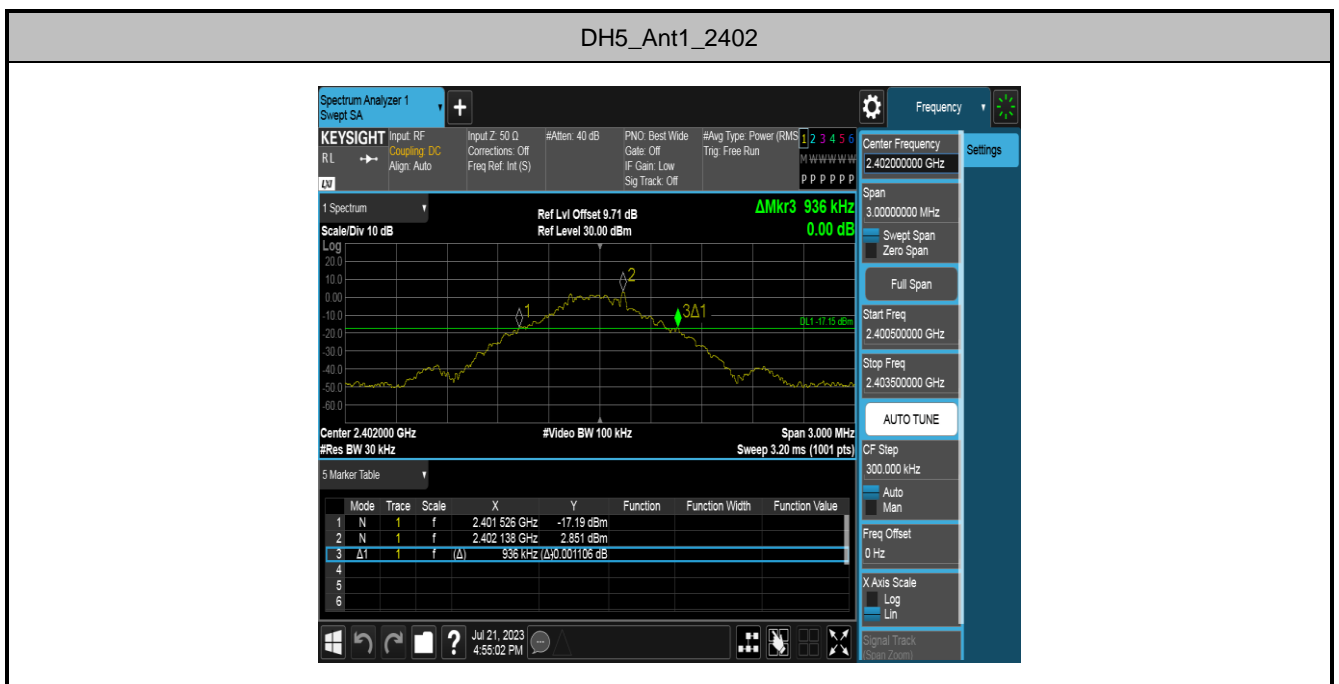 DH5_Ant1_2402
Spectrum Analyzer 1
Swept SA
+
Frequency
KEYSIGHT
RL
LXI
Input: RF
Coupling: DC
Align: Auto
Input Z: 50 Ω
Corrections: Off
Freq Ref: Int (S)
#Atten: 40 dB
PNO: Best Wide
Gate: Off
IF Gain: Low
Sig Track: Off
#Avg Type: Power (RMS
Trig: Free Run
1 2 3 4 5 6
M W W W W W
P P P P P P
1 Spectrum
Scale/Div 10 dB
Ref Lvl Offset 9.71 dB
Ref Level 30.00 dBm
ΔMkr3 936 kHz
0.00 dB
Log
20.0
10.0
0.00
-10.0
-20.0
-30.0
-40.0
-50.0
-60.0
1
2
3Δ1
DL1 -17.15 dBm
Center 2.402000 GHz
#Video BW 100 kHz
Span 3.000 MHz
#Res BW 30 kHz
Sweep 3.20 ms (1001 pts)
5 Marker Table
Mode Trace Scale X Y Function Function Width Function Value
1 N 1 f 2.401 526 GHz -17.19 dBm
2 N 1 f 2.402 138 GHz 2.851 dBm
3 Δ1 1 f (Δ) 936 kHz (Δ) 0.001106 dB
4
5
6
?
Jul 21, 2023
4:55:02 PM
Center Frequency
2.402000000 GHz
Settings
Span
3.00000000 MHz
Swept Span
Zero Span
Full Span
Start Freq
2.400500000 GHz
Stop Freq
2.403500000 GHz
AUTO TUNE
CF Step
300.000 kHz
Auto
Man
Freq Offset
0 Hz
X Axis Scale
Log
Lin
Signal Track
(Span Zoom)